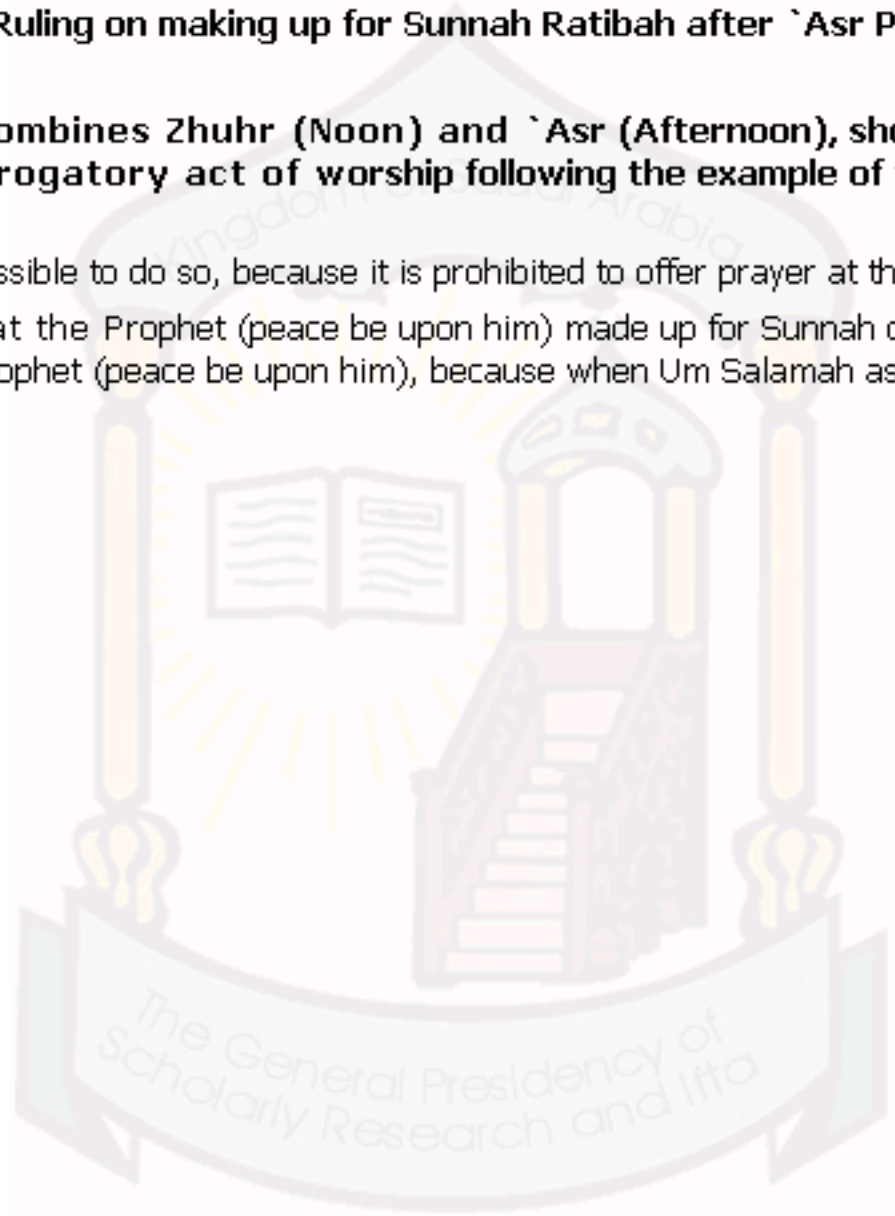 Ruling on making up for Sunnah Ratibah after `Asr P
ombines Zhuhr (Noon) and `Asr (Afternoon), sho
rogatory act of worship following the example of
ssible to do so, because it is prohibited to offer prayer at th
at the Prophet (peace be upon him) made up for Sunnah o
ophet (peace be upon him), because when Um Salamah as
Kingdom of Saudi Arabia
The General Presidency of
Scholarly Research and Ifta